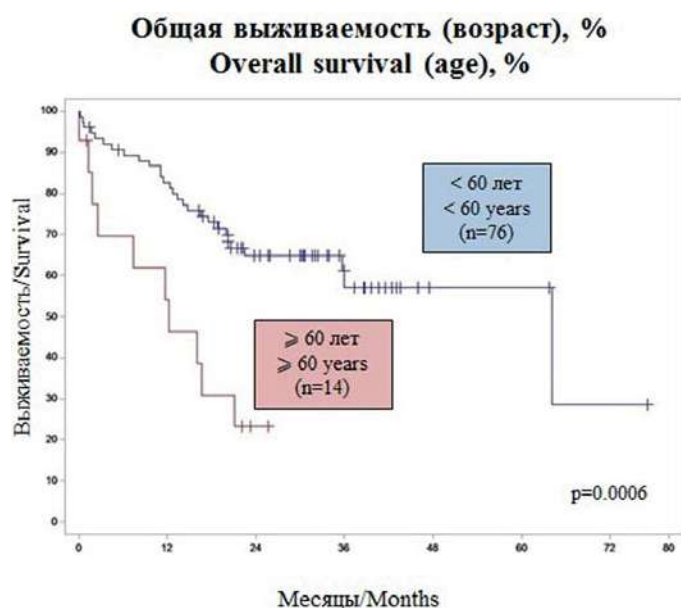 Общая выживаемость (возраст), %
Overall survival (age), %
Выживаемость/Survival
100
90
80
70
60
50
40
30
20
10
0
< 60 лет
< 60 years
(n=76)
⩾ 60 лет
⩾ 60 years
(n=14)
p=0.0006
0 12 24 36 48 60 72 80
Месяцы/Months